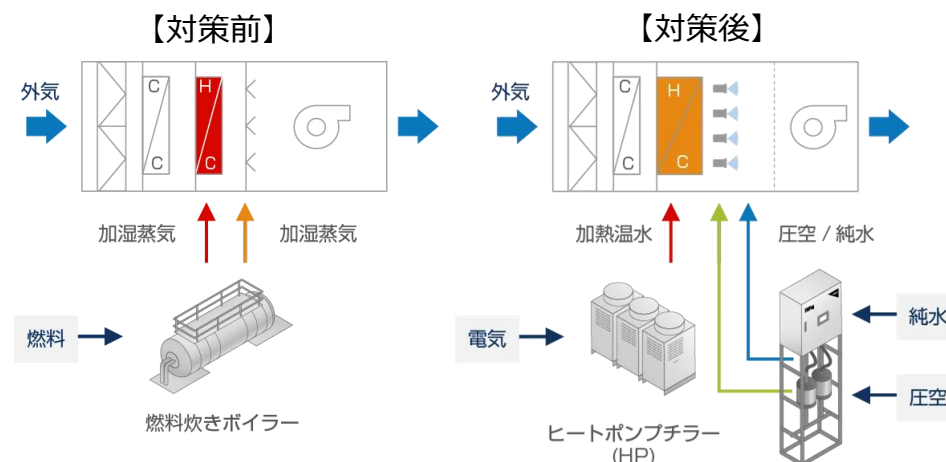 【対策前】
外気
C
C
H
C
加湿蒸気
加湿蒸気
燃料
燃料炊きボイラー
【対策後】
外気
C
C
H
C
加熱温水
圧空 / 純水
電気
ヒートポンプチラー
(HP)
純水
圧空